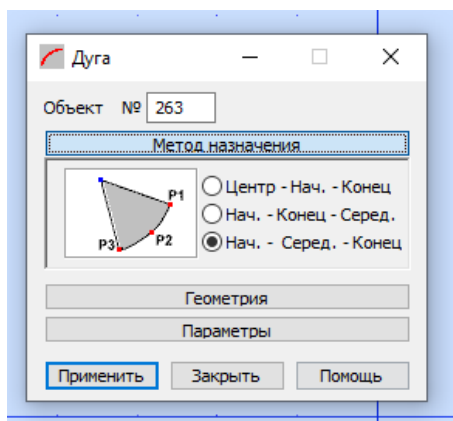 Дуга
Объект № 263
Метод назначения
Центр - Нач. - Конец
P1
Нач. - Конец - Серед.
P3 P2
Нач. - Серед. - Конец
Геометрия
Параметры
Применить Закрыть Помощь